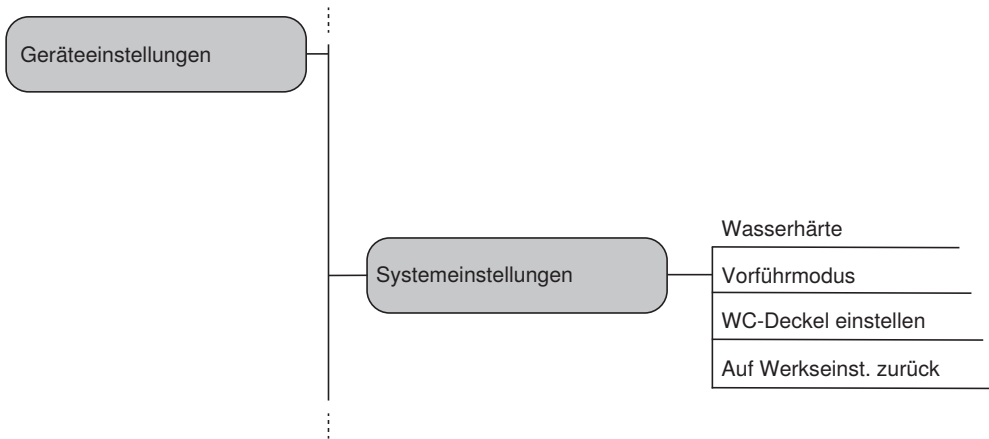 Geräteeinstellungen
Wasserhärte
Systemeinstellungen
Vorführmodus
WC-Deckel einstellen
Auf Werkseinst. zurück